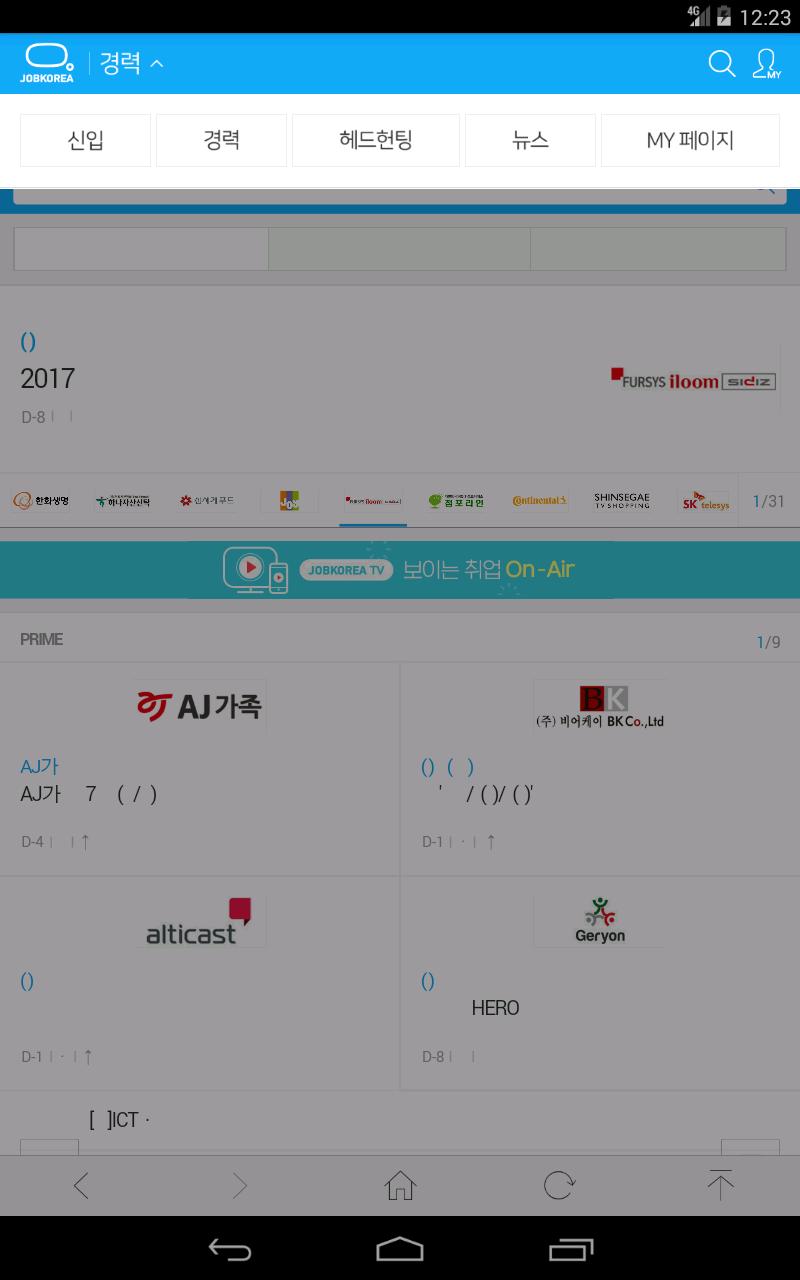 4G 12:23
JOBKOREA 경력 MY
신입 경력 헤드헌팅 뉴스 MY 페이지
()
2017
D-8
FURSYS iloom SIDIZ
한화생명 하나자산신탁 신세계푸드 JOB FURSYS iloom 점포라인 Continental SHINSEGAE TV SHOPPING SK telesys 1/31
JOBKOREA TV 보이는 취업 On-Air
PRIME 1/9
AJ가족
AJ가
AJ가 7 ( / )
D-4 ↑
BK
(주) 비어케이 BK Co.,Ltd
() ( )
' / ( )/ ( )'
D-1 · ↑
alticast
()
D-1 · ↑
Geryon
()
HERO
D-8
[ ]ICT ·